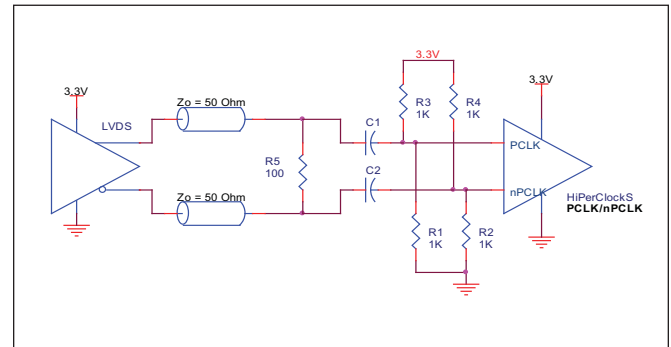 3.3V
3.3V
3.3V
LVDS
Zo = 50 Ohm
R3
1K
R4
1K
C1
PCLK
R5
100
C2
Zo = 50 Ohm
nPCLK
HiPerClockS
PCLK/nPCLK
R1
1K
R2
1K